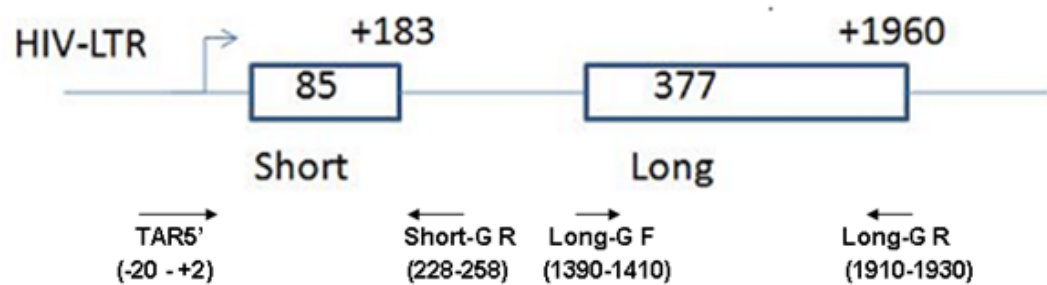 HIV-LTR
+183
+1960
85
377
Short
Long
TAR5' Short-G R Long-G F Long-G R
(-20 - +2) (228-258) (1390-1410) (1910-1930)